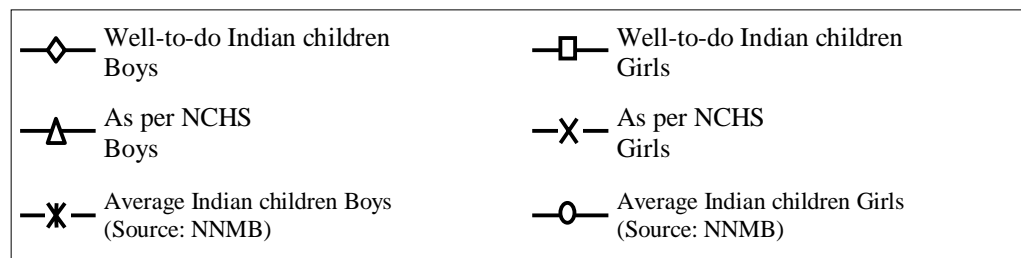 Well-to-do Indian children
Boys
Well-to-do Indian children
Girls
As per NCHS
Boys
As per NCHS
Girls
Average Indian children Boys
(Source: NNMB)
Average Indian children Girls
(Source: NNMB)